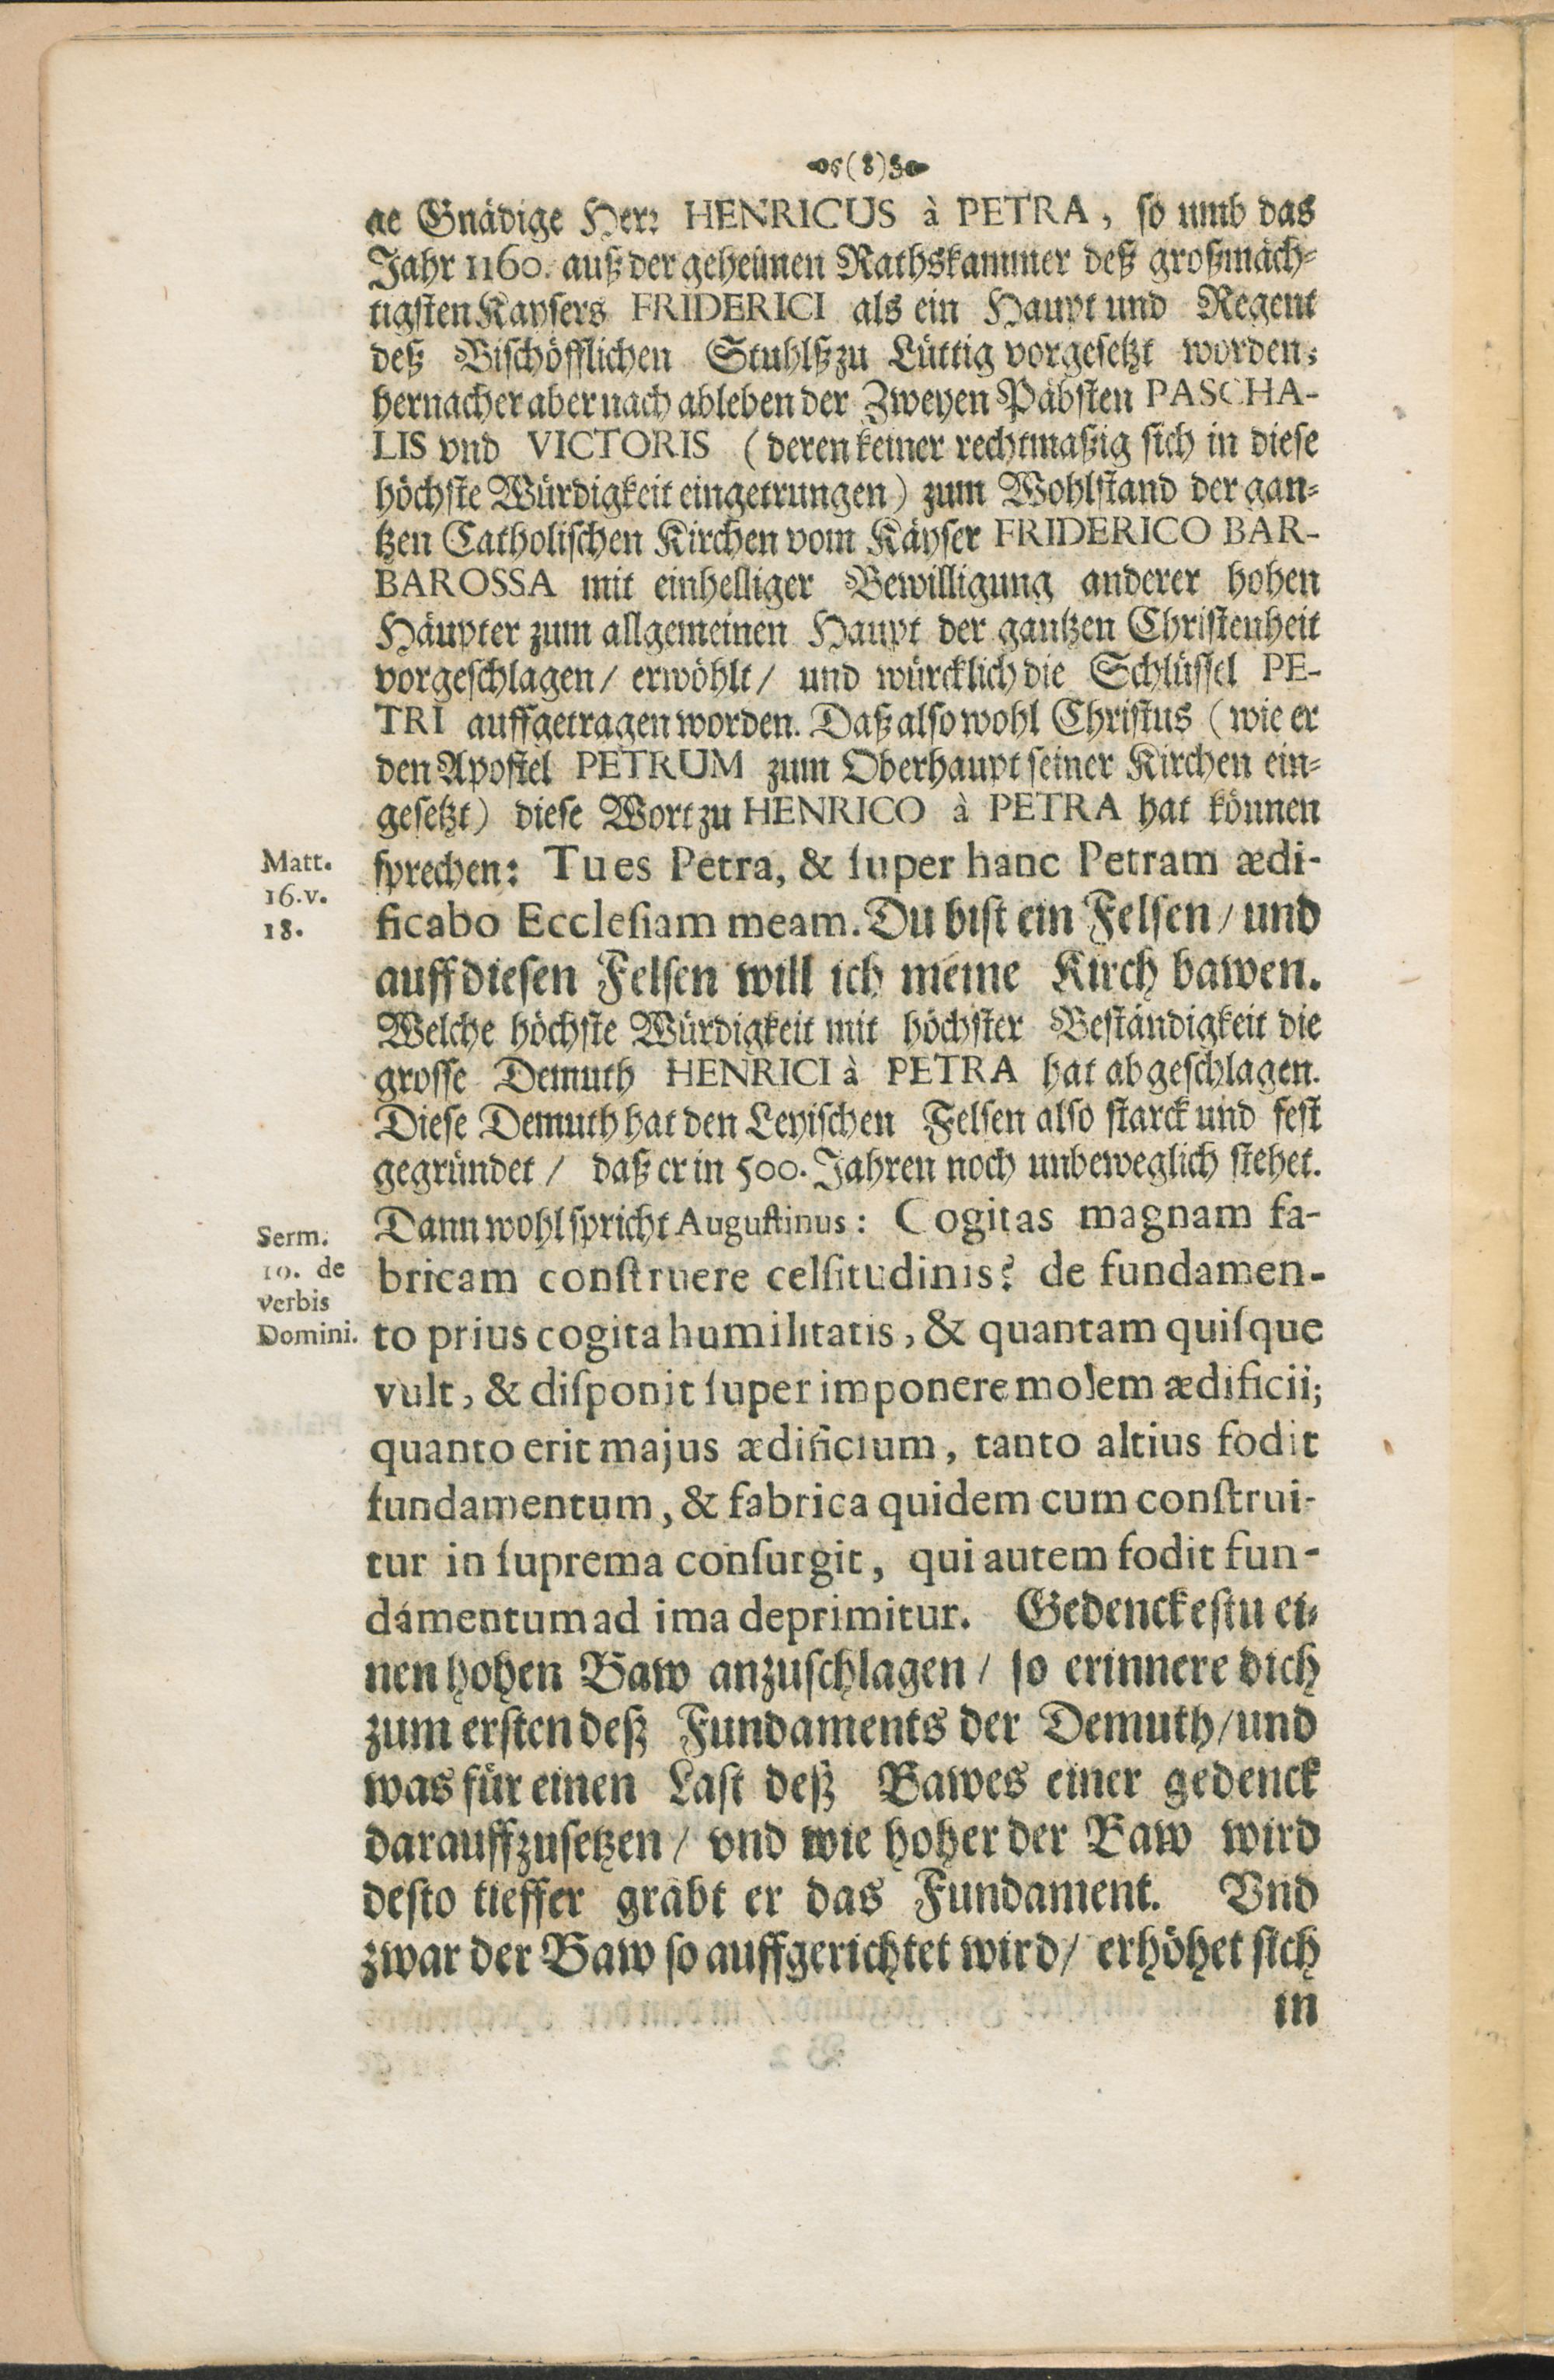 (8)
ge Gnädige Herr HENRICUS à PETRA, so umb das
Jahr 1160. auß der geheimen Rathskammer deß großmäch-
tigsten Kaysers FRIDERICI als ein Haupt und Regent
deß Bischöfflichen Stuhlß zu Lüttig vorgesetzt worden;
hernacher aber nach ableben der Zweyen Päbsten PASCHA-
LIS vnd VICTORIS (deren keiner rechtmaßig sich in diese
höchste Würdigkeit eingetrungen) zum Wohlstand der gan-
tzen Catholischen Kirchen vom Käyser FRIDERICO BAR-
BAROSSA mit einhelliger Bewilligung anderer hohen
Häupter zum allgemeinen Haupt der gantzen Christenheit
vorgeschlagen / erwöhlt / und würcklich die Schlüssel PE-
TRI auffgetragen worden. Daß also wohl Christus (wie er
den Apostel PETRUM zum Oberhaupt seiner Kirchen ein-
gesetzt) diese Wort zu HENRICO à PETRA hat können
Matt.
16. v.
18.
sprechen: Tu es Petra, & ſuper hanc Petram ædi-
ficabo Eccleſiam meam. Du bist ein Felsen / und
auff diesen Felsen will ich meine Kirch bawen.
Welche höchste Würdigkeit mit höchster Beständigkeit die
grosse Demuth HENRICI à PETRA hat abgeschlagen.
Diese Demuth hat den Leyischen Felsen also starck und fest
gegründet / daß er in 500. Jahren noch unbeweglich stehet.
Serm.
10. de
verbis
Domini.
Dann wohl spricht Auguſtinus: Cogitas magnam fa-
bricam conſtruere celſitudinis? de fundamen-
to prius cogita humilitatis, & quantam quiſque
vult, & diſponit ſuper imponere molem ædificii;
quanto erit majus ædificium, tanto altius fodit
fundamentum, & fabrica quidem cum conſtrui-
tur in ſuprema conſurgit, qui autem fodit fun-
damentum ad ima deprimitur. Gedenckestu ei-
nen hohen Baw anzuschlagen / so erinnere dich
zum ersten deß Fundaments der Demuth / und
was für einen Last deß Bawes einer gedenck
darauffzusetzen / vnd wie hoher der Baw wird
desto tieffer grabt er das Fundament. Vnd
zwar der Baw so auffgerichtet wird / erhöhet sich
in